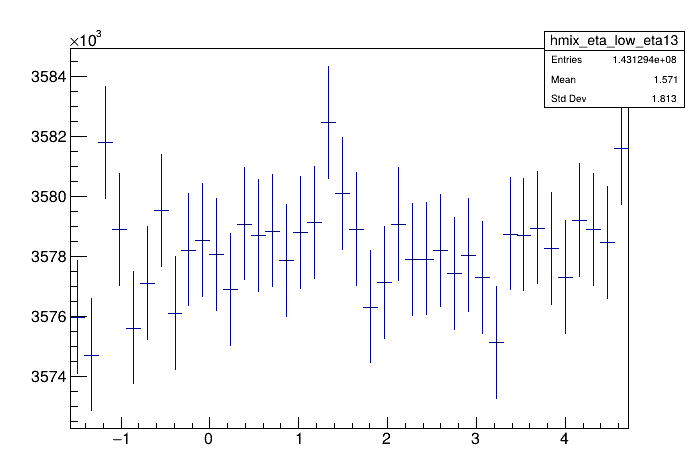 ×10³
hmix_eta_low_eta13
Entries 1.431294e+08
Mean 1.571
Std Dev 1.813
3584
3582
3580
3578
3576
3574
−1 0 1 2 3 4